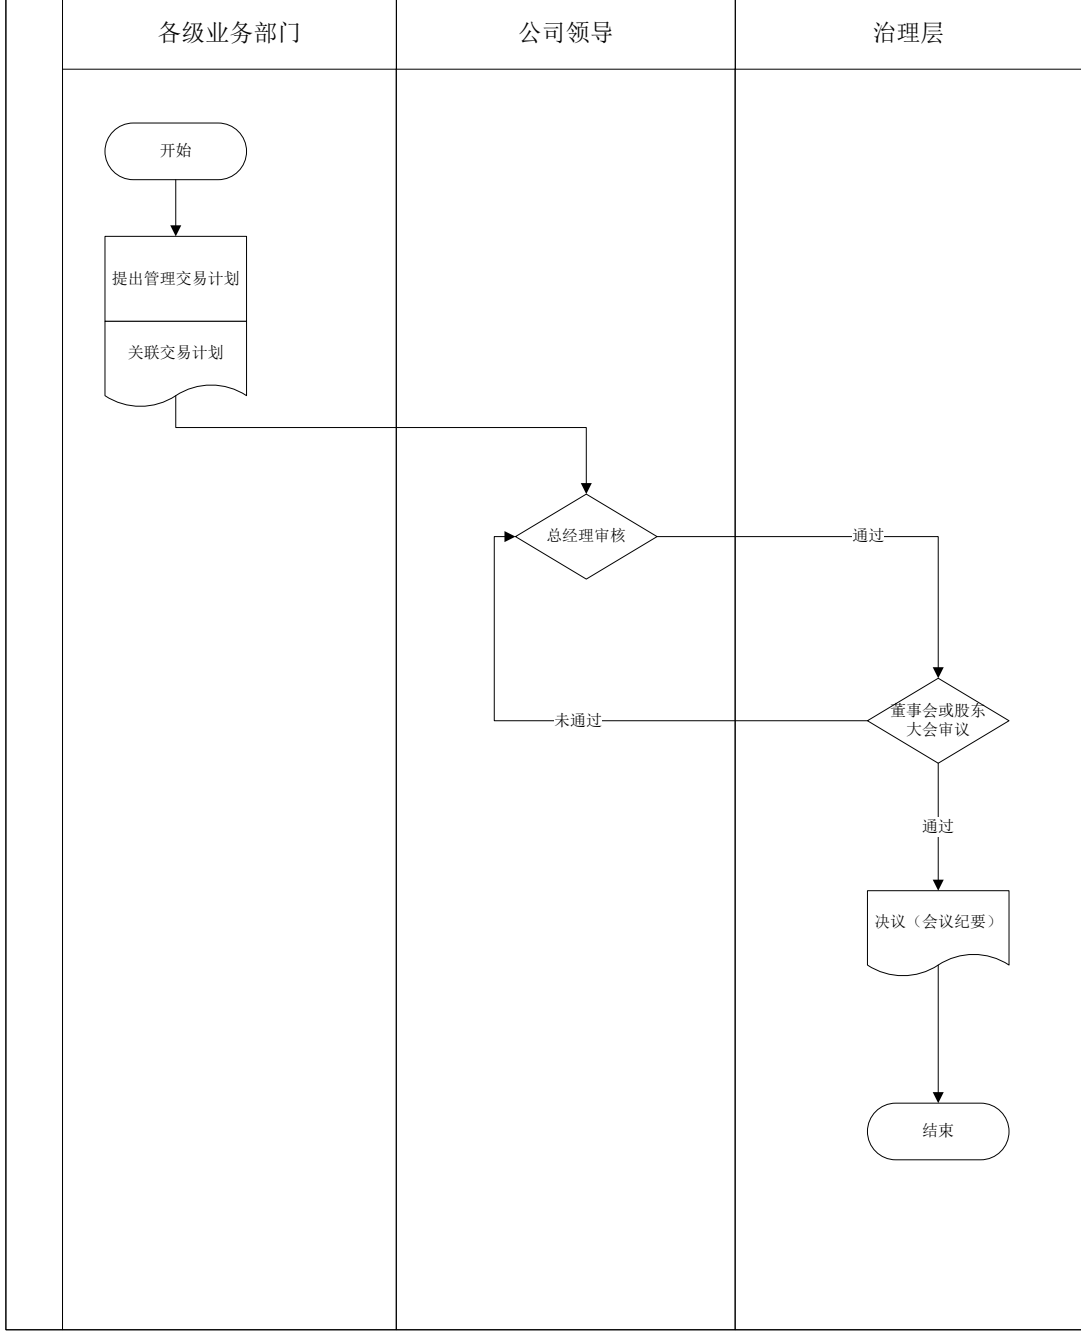 各级业务部门
公司领导
治理层
开始
提出管理交易计划
关联交易计划
总经理审核
通过
董事会或股东
大会审议
未通过
通过
决议（会议纪要）
结束